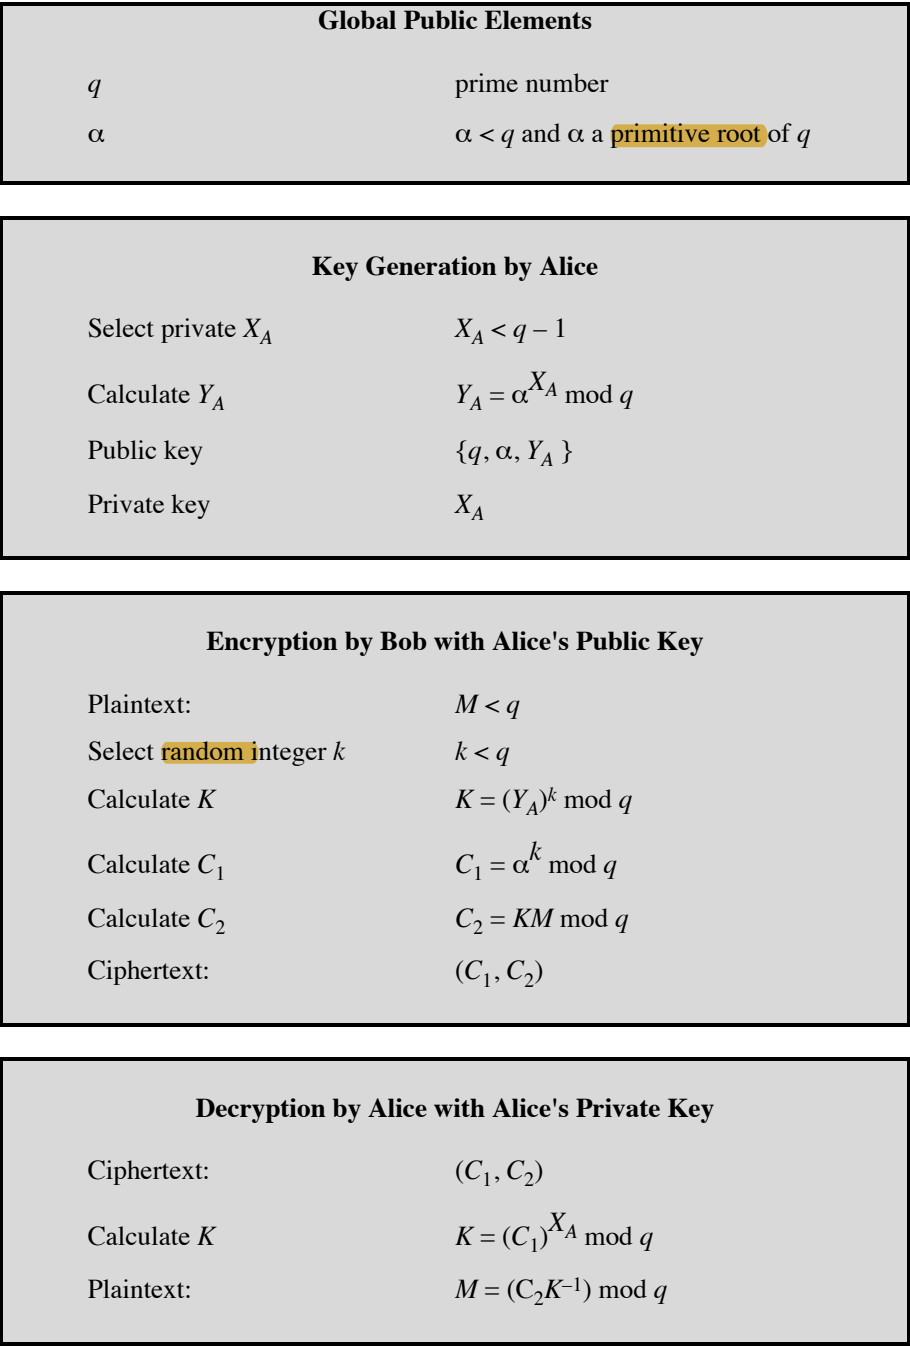 Global Public Elements
q prime number
α α < q and α a primitive root of q
Key Generation by Alice
Select private X_A X_A < q – 1
Calculate Y_A Y_A = α^{X_A} mod q
Public key {q, α, Y_A }
Private key X_A
Encryption by Bob with Alice's Public Key
Plaintext: M < q
Select random integer k k < q
Calculate K K = (Y_A)^k mod q
Calculate C_1 C_1 = α^k mod q
Calculate C_2 C_2 = KM mod q
Ciphertext: (C_1, C_2)
Decryption by Alice with Alice's Private Key
Ciphertext: (C_1, C_2)
Calculate K K = (C_1)^{X_A} mod q
Plaintext: M = (C_2K^{–1}) mod q